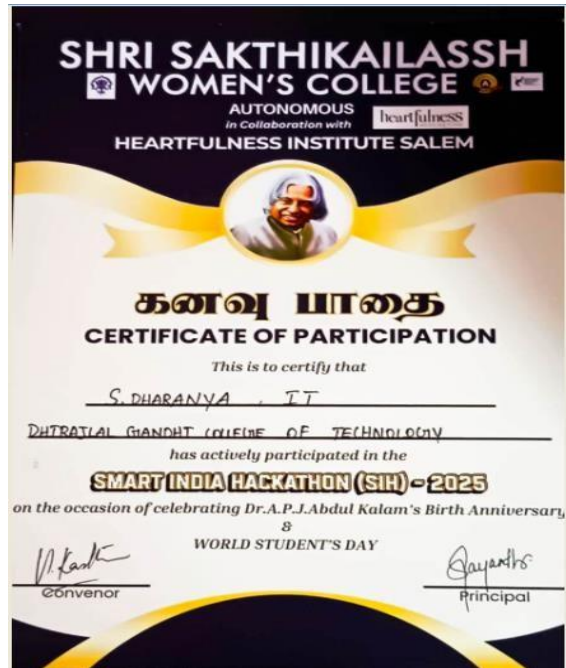 SHRI SAKTHIKAILASSH
WOMEN'S COLLEGE
AUTONOMOUS
in Collaboration with
heartfulness
HEARTFULNESS INSTITUTE SALEM
கனவு பாதை
CERTIFICATE OF PARTICIPATION
This is to certify that
S. DHARANYA . IT
DHIRAJLAL GANDHI COLLEGE OF TECHNOLOGY
has actively participated in the
SMART INDIA HACKATHON (SIH) - 2025
on the occasion of celebrating Dr.A.P.J.Abdul Kalam's Birth Anniversary
&
WORLD STUDENT'S DAY
Convenor
Principal